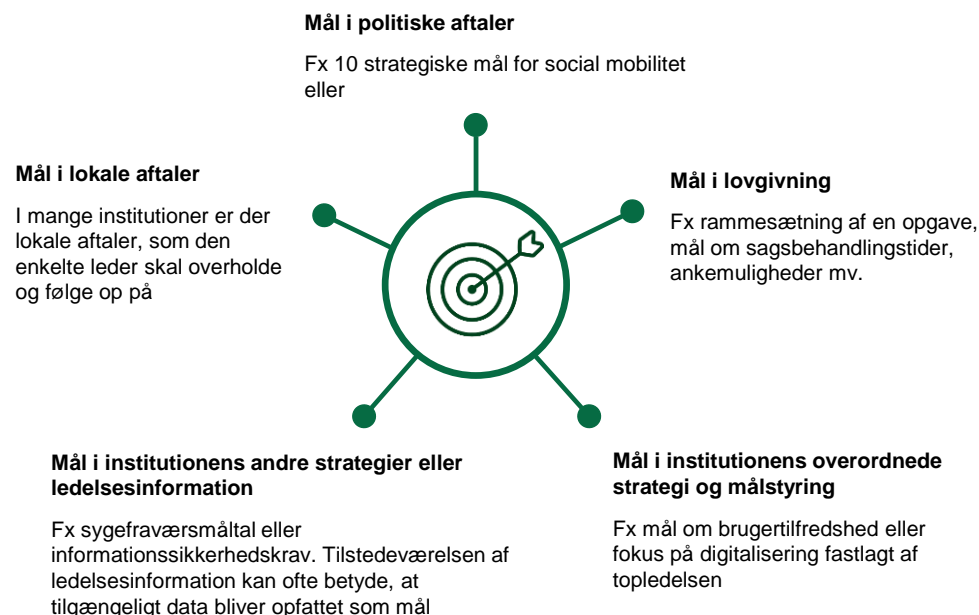 Mål i politiske aftaler
Fx 10 strategiske mål for social mobilitet
eller
Mål i lokale aftaler
I mange institutioner er der
lokale aftaler, som den
enkelte leder skal overholde
og følge op på
Mål i lovgivning
Fx rammesætning af en opgave,
mål om sagsbehandlingstider,
ankemuligheder mv.
Mål i institutionens andre strategier eller
ledelsesinformation
Fx sygefraværsmåltal eller
informationssikkerhedskrav. Tilstedeværelsen af
ledelsesinformation kan ofte betyde, at
tilgængeligt data bliver opfattet som mål
Mål i institutionens overordnede
strategi og målstyring
Fx mål om brugertilfredshed eller
fokus på digitalisering fastlagt af
topledelsen